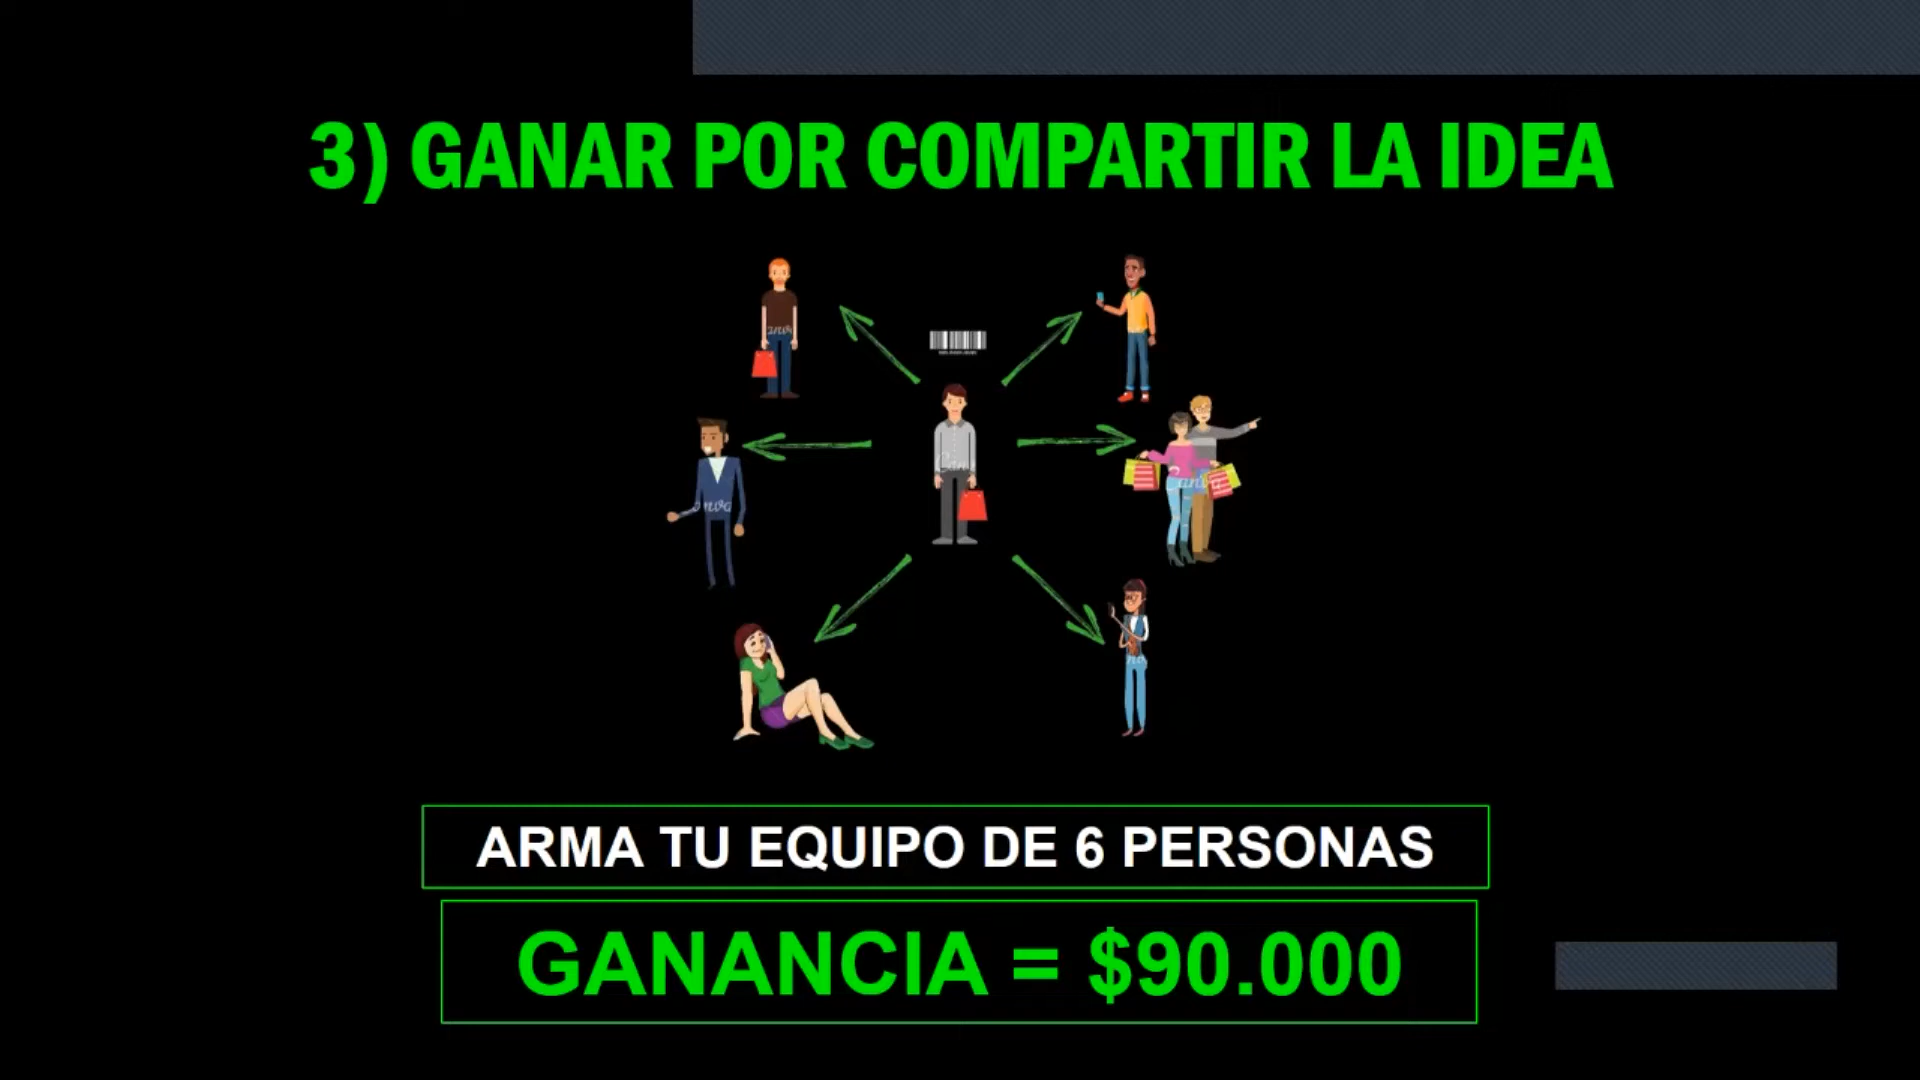 3) GANAR POR COMPARTIR LA IDEA
ARMA TU EQUIPO DE 6 PERSONAS
GANANCIA = $90.000